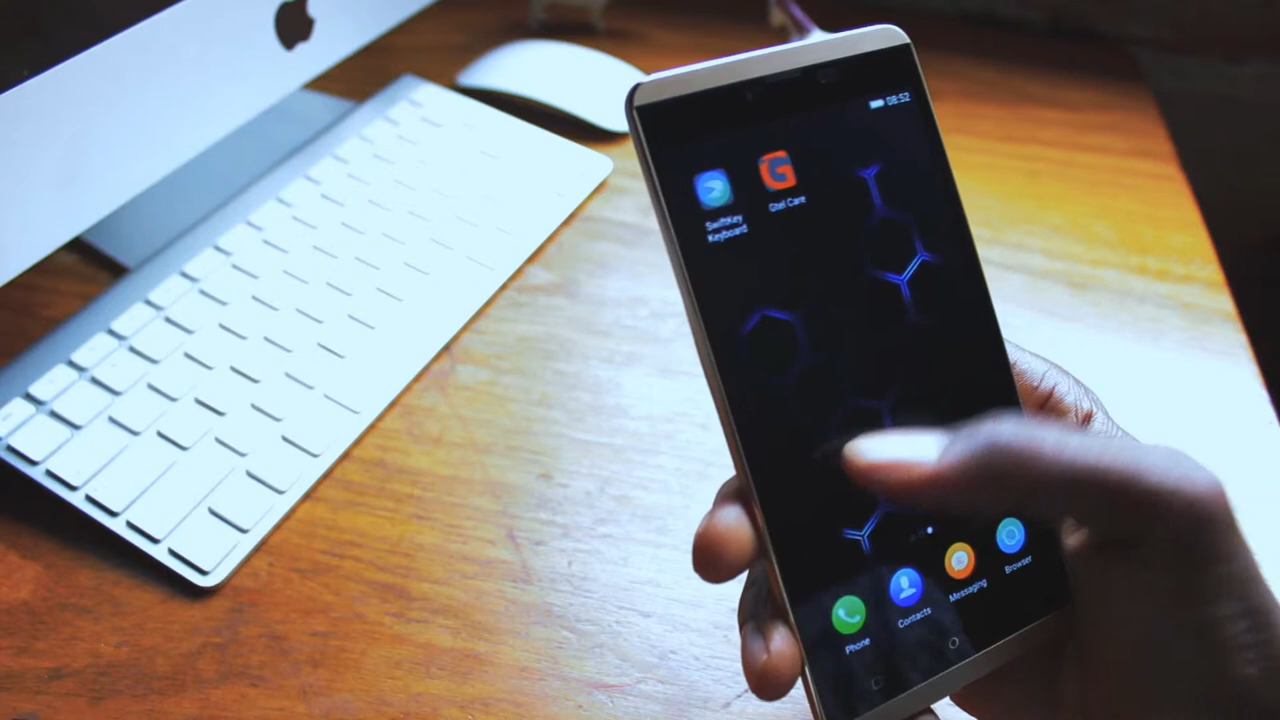 08:52
SwiftKey
Keyboard
Gtel Care
Phone
Contacts
Messaging
Browser